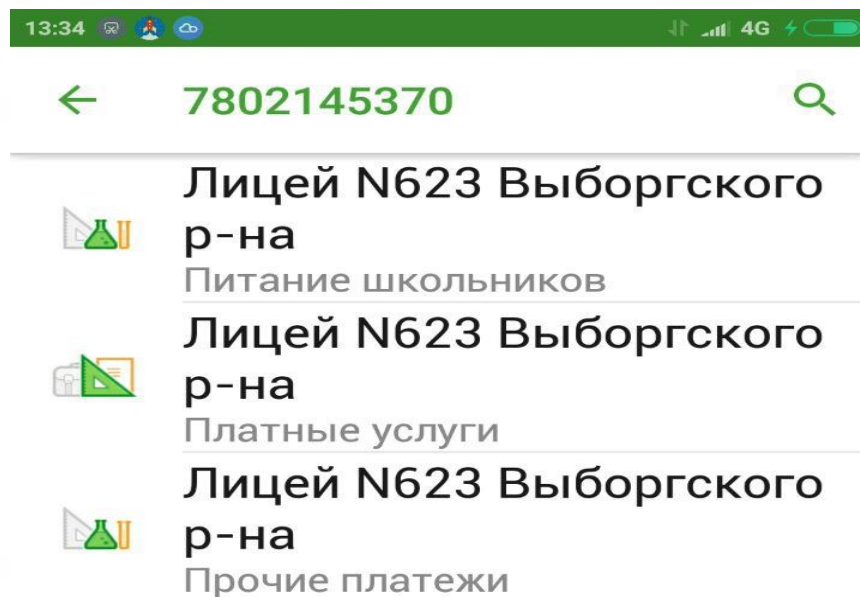 13:34 4G
7802145370
Лицей N623 Выборгского
р-на
Питание школьников
Лицей N623 Выборгского
р-на
Платные услуги
Лицей N623 Выборгского
р-на
Прочие платежи